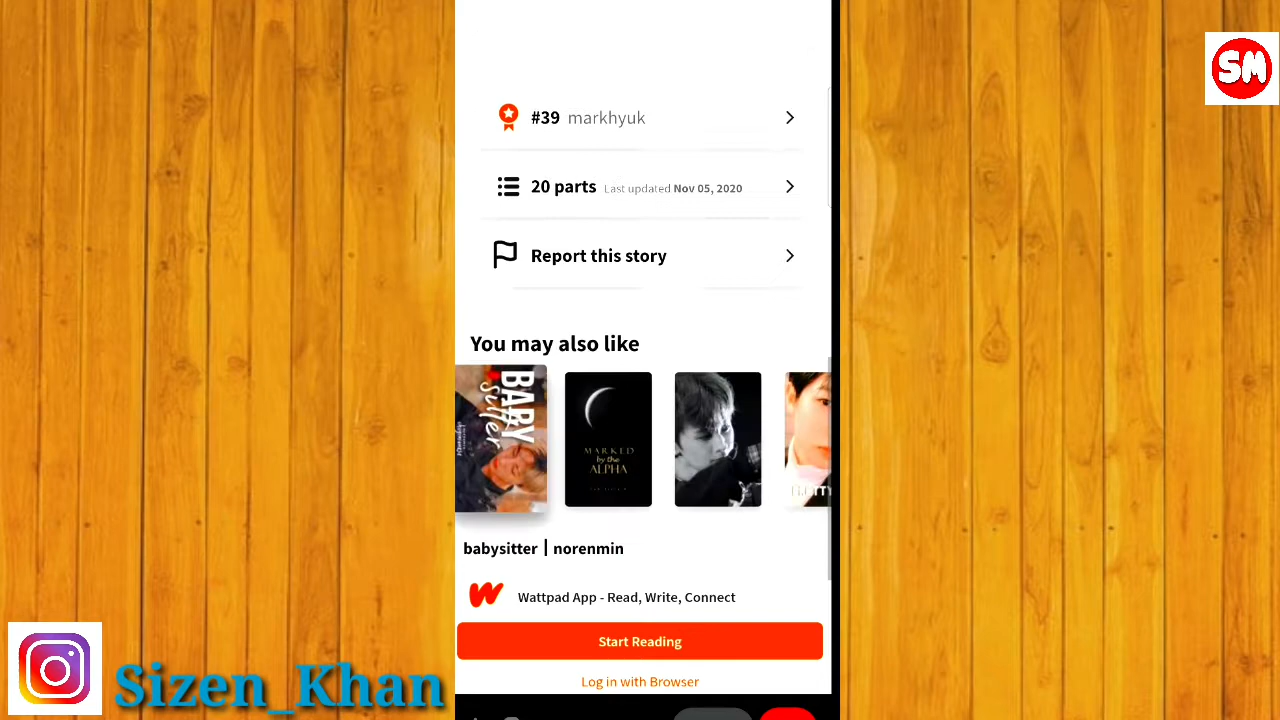 SM
#39 markhyuk
20 parts Last updated Nov 05, 2020
Report this story
You may also like
BABY
sitter
MARKED
by the
ALPHA
babysitter | norenmin
Wattpad App - Read, Write, Connect
Start Reading
Log in with Browser
Sizen_Khan